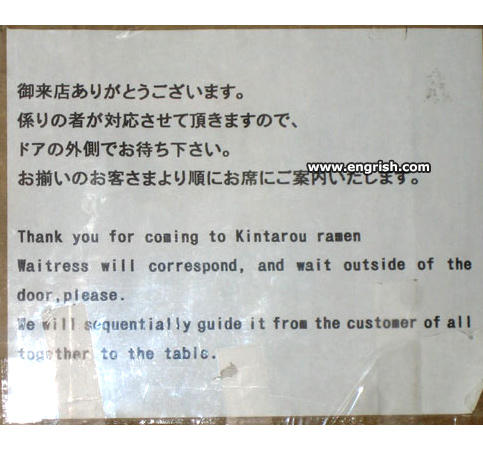 御来店ありがとうございます。
係りの者が対応させて頂きますので、
ドアの外側でお待ち下さい。
www.engrish.com
お揃いのお客さまより順にお席にご案内いたします。
Thank you for coming to Kintarou ramen
Waitress will correspond, and wait outside of the
door,please.
We will sequentially guide it from the customer of all
together to the table.